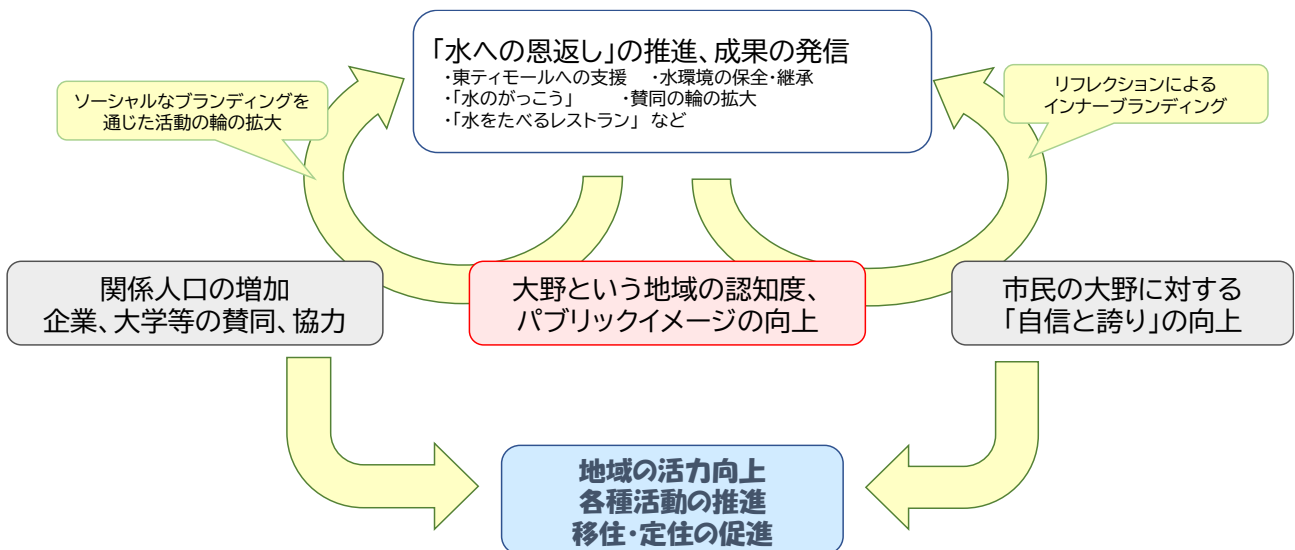 「水への恩返し」の推進、成果の発信
・東ティモールへの支援　・水環境の保全・継承
・「水のがっこう」　　・賛同の輪の拡大
・「水をたべるレストラン」 など
ソーシャルなブランディングを
通じた活動の輪の拡大
リフレクションによる
インナーブランディング
関係人口の増加
企業、大学等の賛同、協力
大野という地域の認知度、
パブリックイメージの向上
市民の大野に対する
「自信と誇り」の向上
地域の活力向上
各種活動の推進
移住・定住の促進